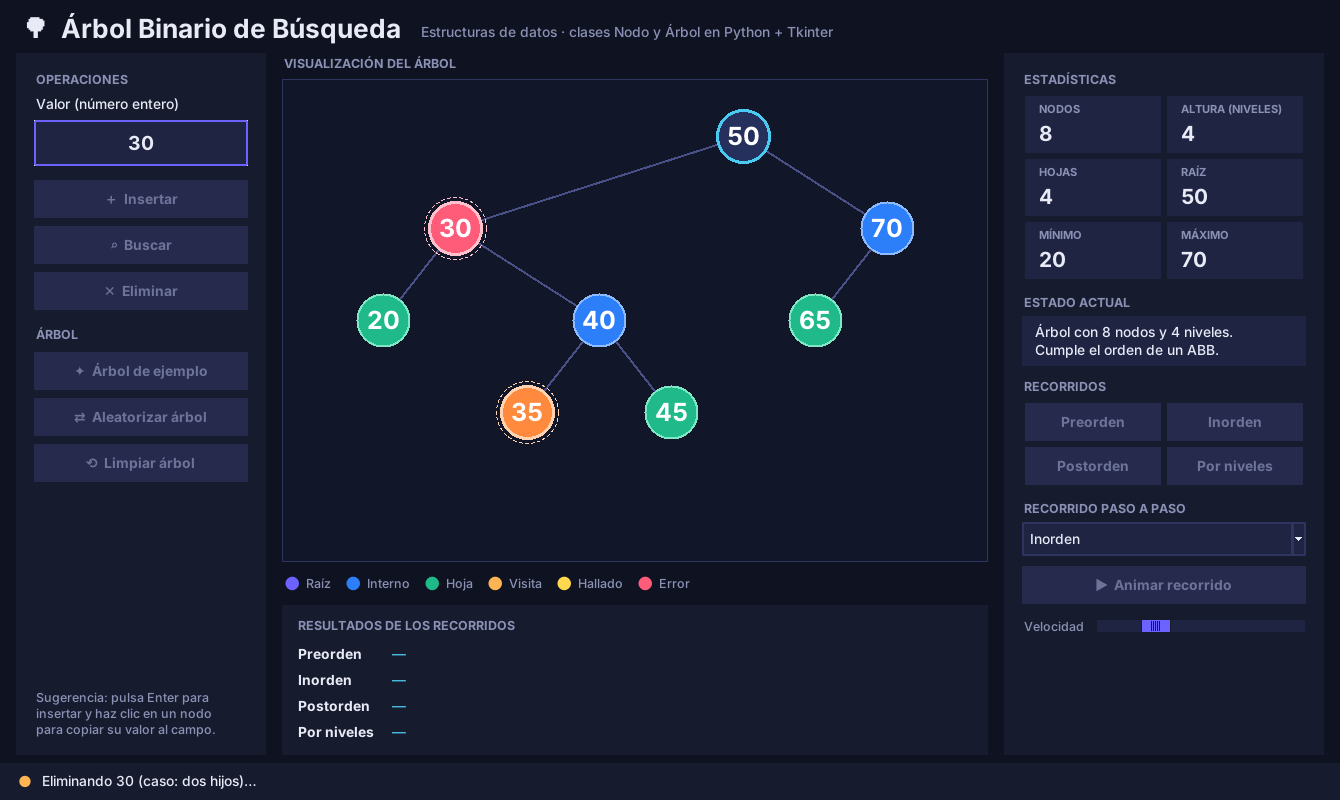 Árbol Binario de Búsqueda
Estructuras de datos · clases Nodo y Árbol en Python + Tkinter
OPERACIONES
Valor (número entero)
30
+ Insertar
⌕ Buscar
✕ Eliminar
ÁRBOL
✦ Árbol de ejemplo
⇄ Aleatorizar árbol
⟲ Limpiar árbol
Sugerencia: pulsa Enter para
insertar y haz clic en un nodo
para copiar su valor al campo.
VISUALIZACIÓN DEL ÁRBOL
50
30
70
20
40
65
35
45
Raíz
Interno
Hoja
Visita
Hallado
Error
RESULTADOS DE LOS RECORRIDOS
Preorden —
Inorden —
Postorden —
Por niveles —
ESTADÍSTICAS
NODOS
8
ALTURA (NIVELES)
4
HOJAS
4
RAÍZ
50
MÍNIMO
20
MÁXIMO
70
ESTADO ACTUAL
Árbol con 8 nodos y 4 niveles.
Cumple el orden de un ABB.
RECORRIDOS
Preorden
Inorden
Postorden
Por niveles
RECORRIDO PASO A PASO
Inorden
▶ Animar recorrido
Velocidad
Eliminando 30 (caso: dos hijos)...